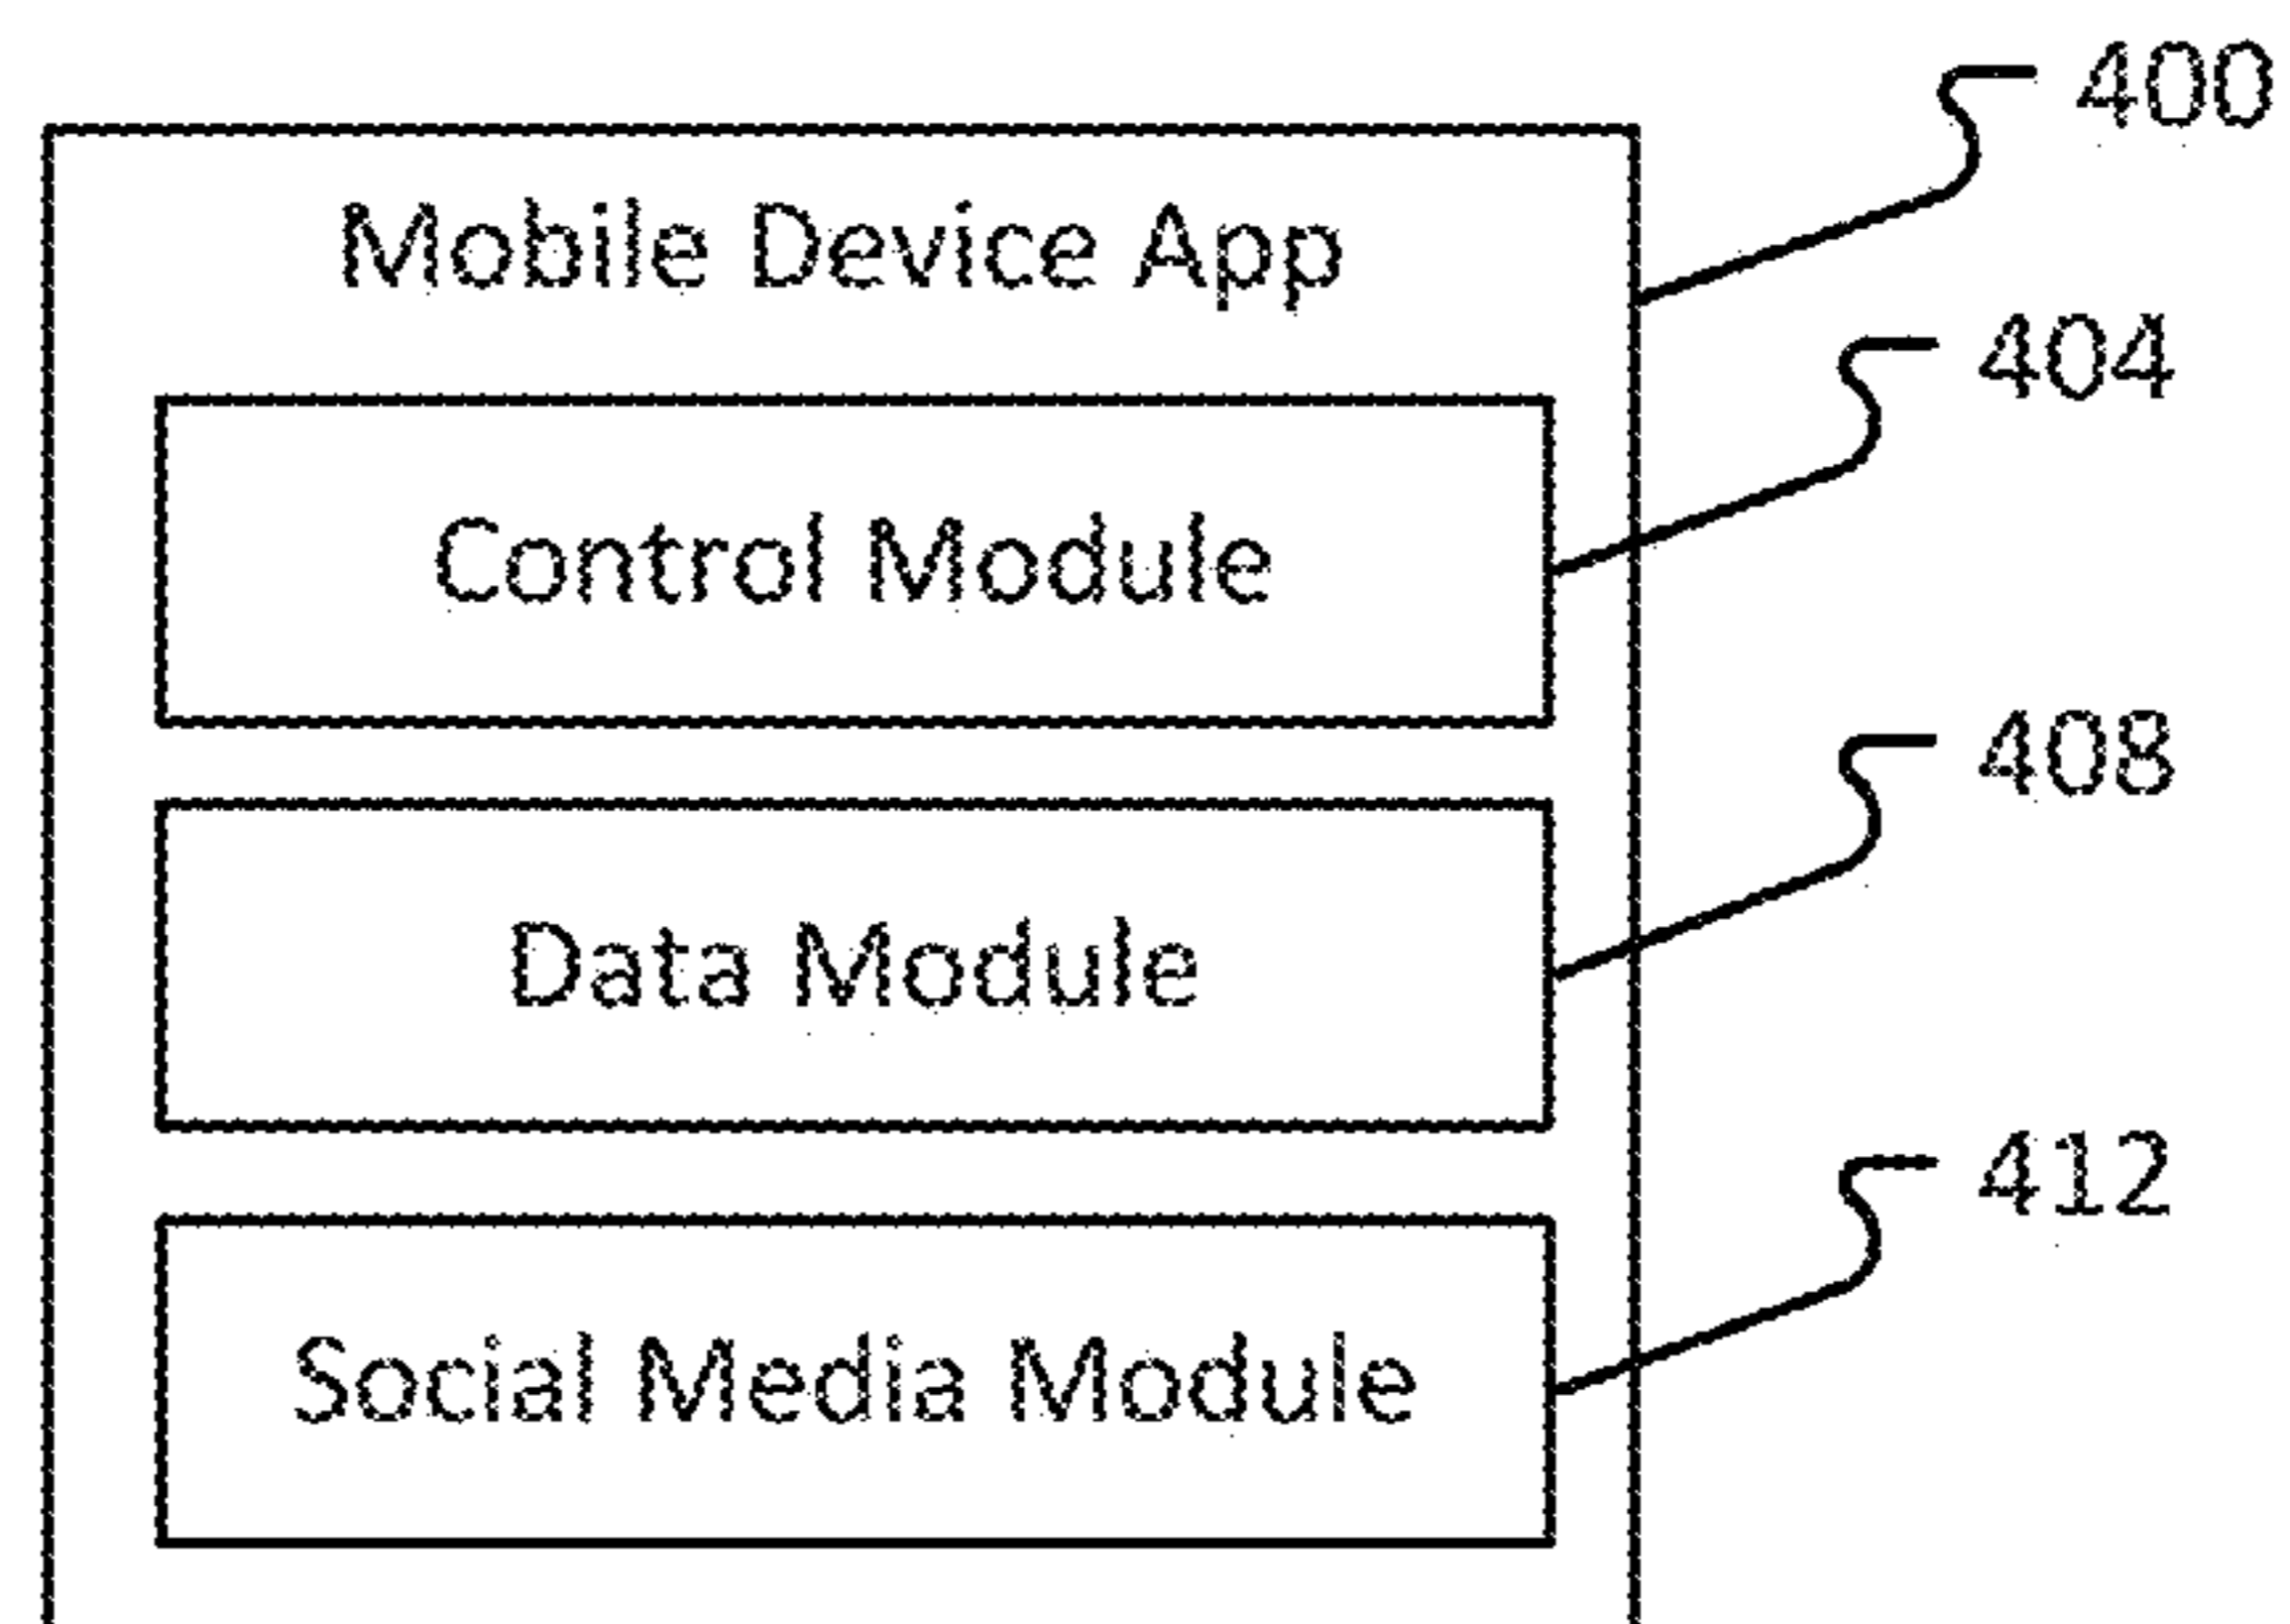 400
Mobile Device App
404
Control Module
408
Data Module
412
Social Media Module